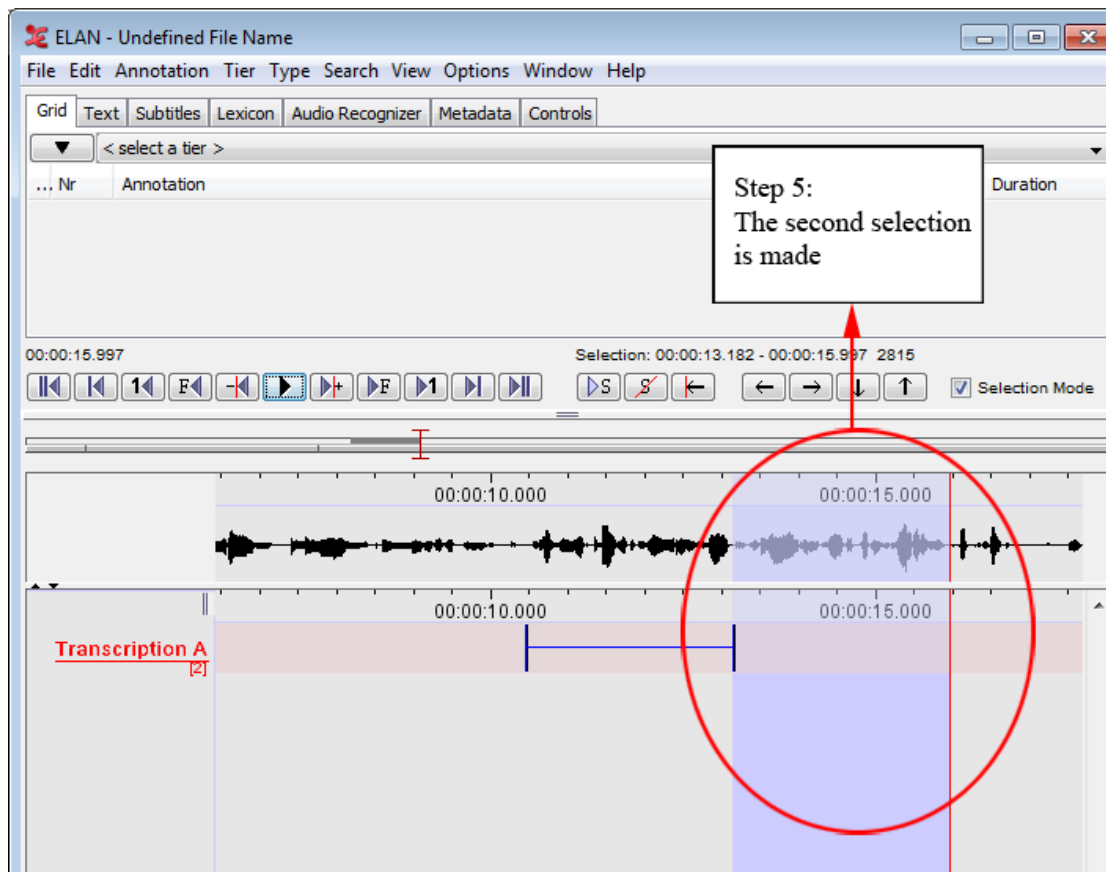 ELAN - Undefined File Name
File Edit Annotation Tier Type Search View Options Window Help
Grid Text Subtitles Lexicon Audio Recognizer Metadata Controls
< select a tier >
... Nr Annotation Duration
Step 5:
The second selection
is made
00:00:15.997 Selection: 00:00:13.182 - 00:00:15.997 2815
1 F - + F 1 S S Selection Mode
00:00:10.000 00:00:15.000
00:00:10.000 00:00:15.000
Transcription A
[2]